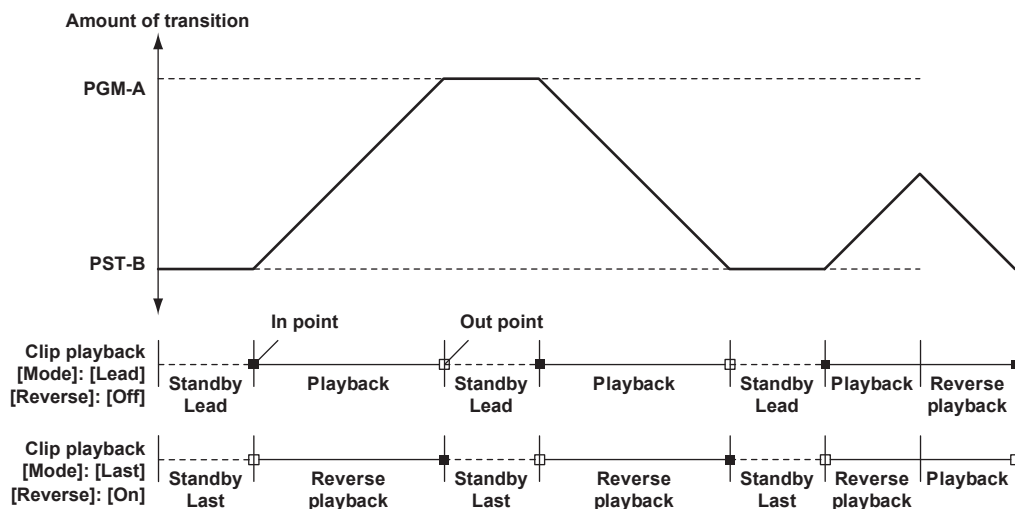 Amount of transition
PGM-A
PST-B
In point
Out point
Clip playback
[Mode]: [Lead]
[Reverse]: [Off]
Standby
Lead
Playback
Standby
Lead
Playback
Standby
Lead
Playback
Reverse
playback
Clip playback
[Mode]: [Last]
[Reverse]: [On]
Standby
Last
Reverse
playback
Standby
Last
Reverse
playback
Standby
Last
Reverse
playback
Playback